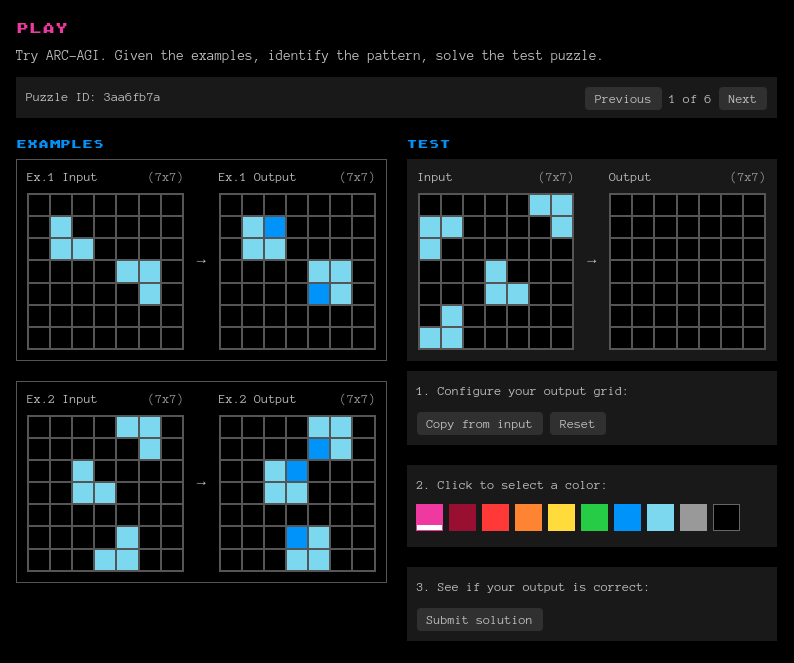 PLAY
Try ARC-AGI. Given the examples, identify the pattern, solve the test puzzle.
Puzzle ID: 3aa6fb7a
Previous 1 of 6 Next
EXAMPLES
Ex.1 Input (7x7)
Ex.1 Output (7x7)
→
Ex.2 Input (7x7)
Ex.2 Output (7x7)
→
TEST
Input (7x7)
Output (7x7)
→
1. Configure your output grid:
Copy from input Reset
2. Click to select a color:
3. See if your output is correct:
Submit solution